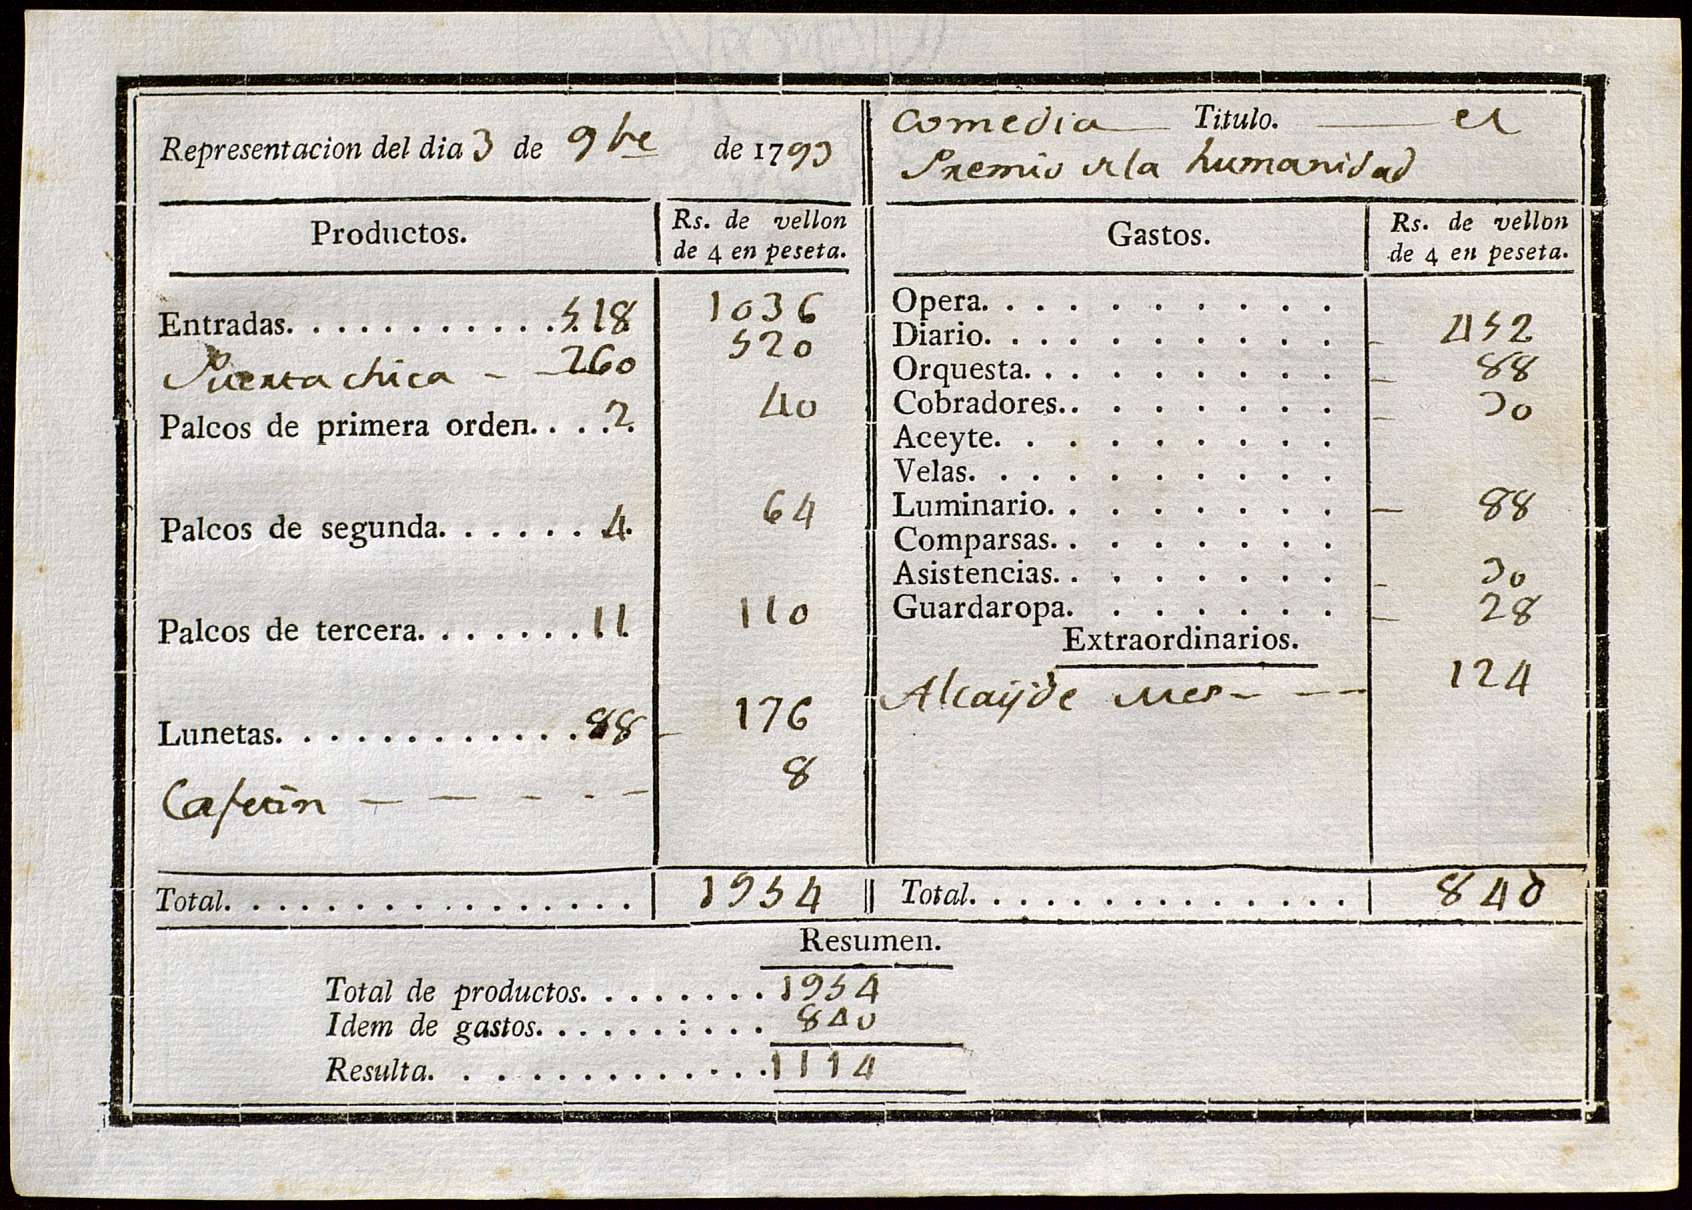 Representacion del dia 3 de 9bre de 1793
Comedia Titulo. el
Premio de la humanidad
Productos.
Rs. de vellon
de 4 en peseta.
Entradas. . . . . . . . . . . . 518 1036
Puerta chica - 260 520
Palcos de primera orden. . . . 2 40
Palcos de segunda. . . . . . 4 64
Palcos de tercera. . . . . . . 11 110
Lunetas. . . . . . . . . . . . 88 176
Cafetin - - - - - 8
Total. . . . . . . . . . . . . . . . 1954
Gastos.
Rs. de vellon
de 4 en peseta.
Opera. . . . . . . . . . .
Diario. . . . . . . . . . . 452
Orquesta. . . . . . . . . 88
Cobradores. . . . . . . . 30
Aceyte. . . . . . . . . .
Velas. . . . . . . . . . .
Luminario. . . . . . . . 88
Comparsas. . . . . . . .
Asistencias. . . . . . . . 30
Guardaropa. . . . . . . 28
Extraordinarios.
Alcayde - - - 124
Total. . . . . . . . . . . . . . 840
Resumen.
Total de productos. . . . . . . . 1954
Idem de gastos. . . . . . : . . . 840
Resulta. . . . . . . . . . . . . 1114